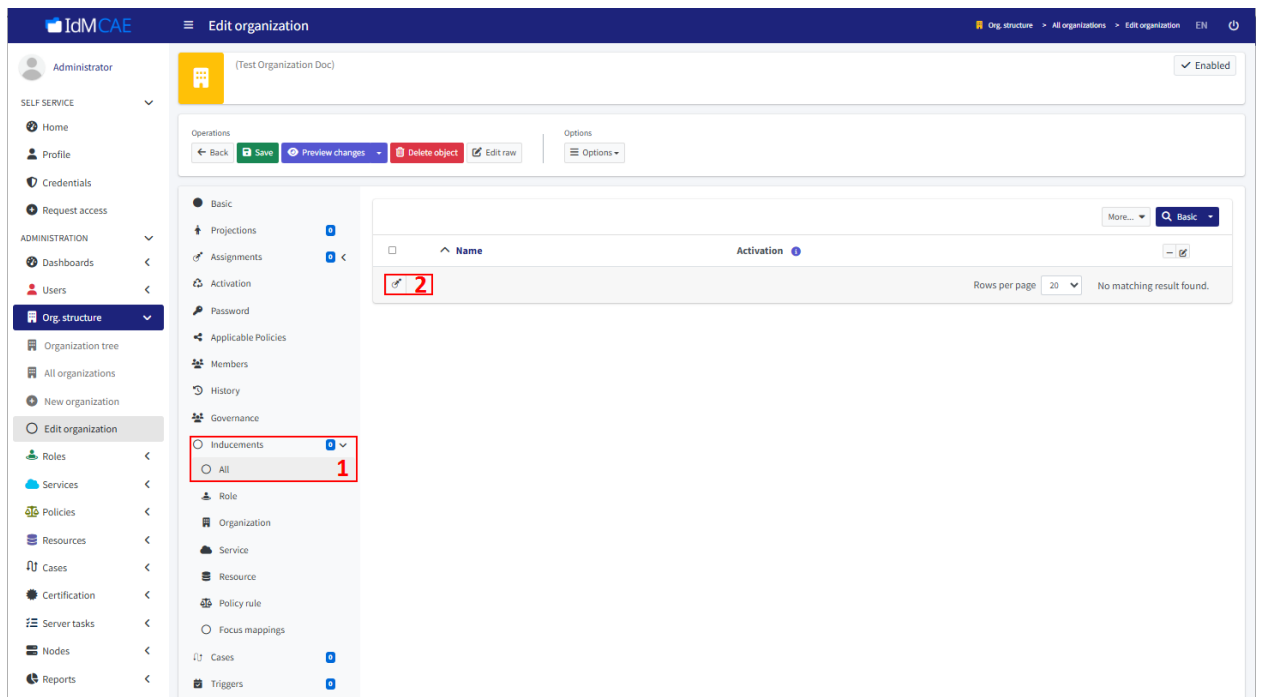 IdMCAE
Edit organization
Org. structure > All organizations > Edit organization
EN
Administrator
SELF SERVICE
Home
Profile
Credentials
Request access
ADMINISTRATION
Dashboards
Users
Org. structure
Organization tree
All organizations
New organization
Edit organization
Roles
Services
Policies
Resources
Cases
Certification
Server tasks
Nodes
Reports
(Test Organization Doc)
Enabled
Operations
Back
Save
Preview changes
Delete object
Edit raw
Options
Options
Basic
Projections 0
Assignments 0
Activation
Password
Applicable Policies
Members
History
Governance
Inducements 0
All 1
Role
Organization
Service
Resource
Policy rule
Focus mappings
Cases 0
Triggers 0
More...
Basic
Name
Activation
2
Rows per page 20
No matching result found.